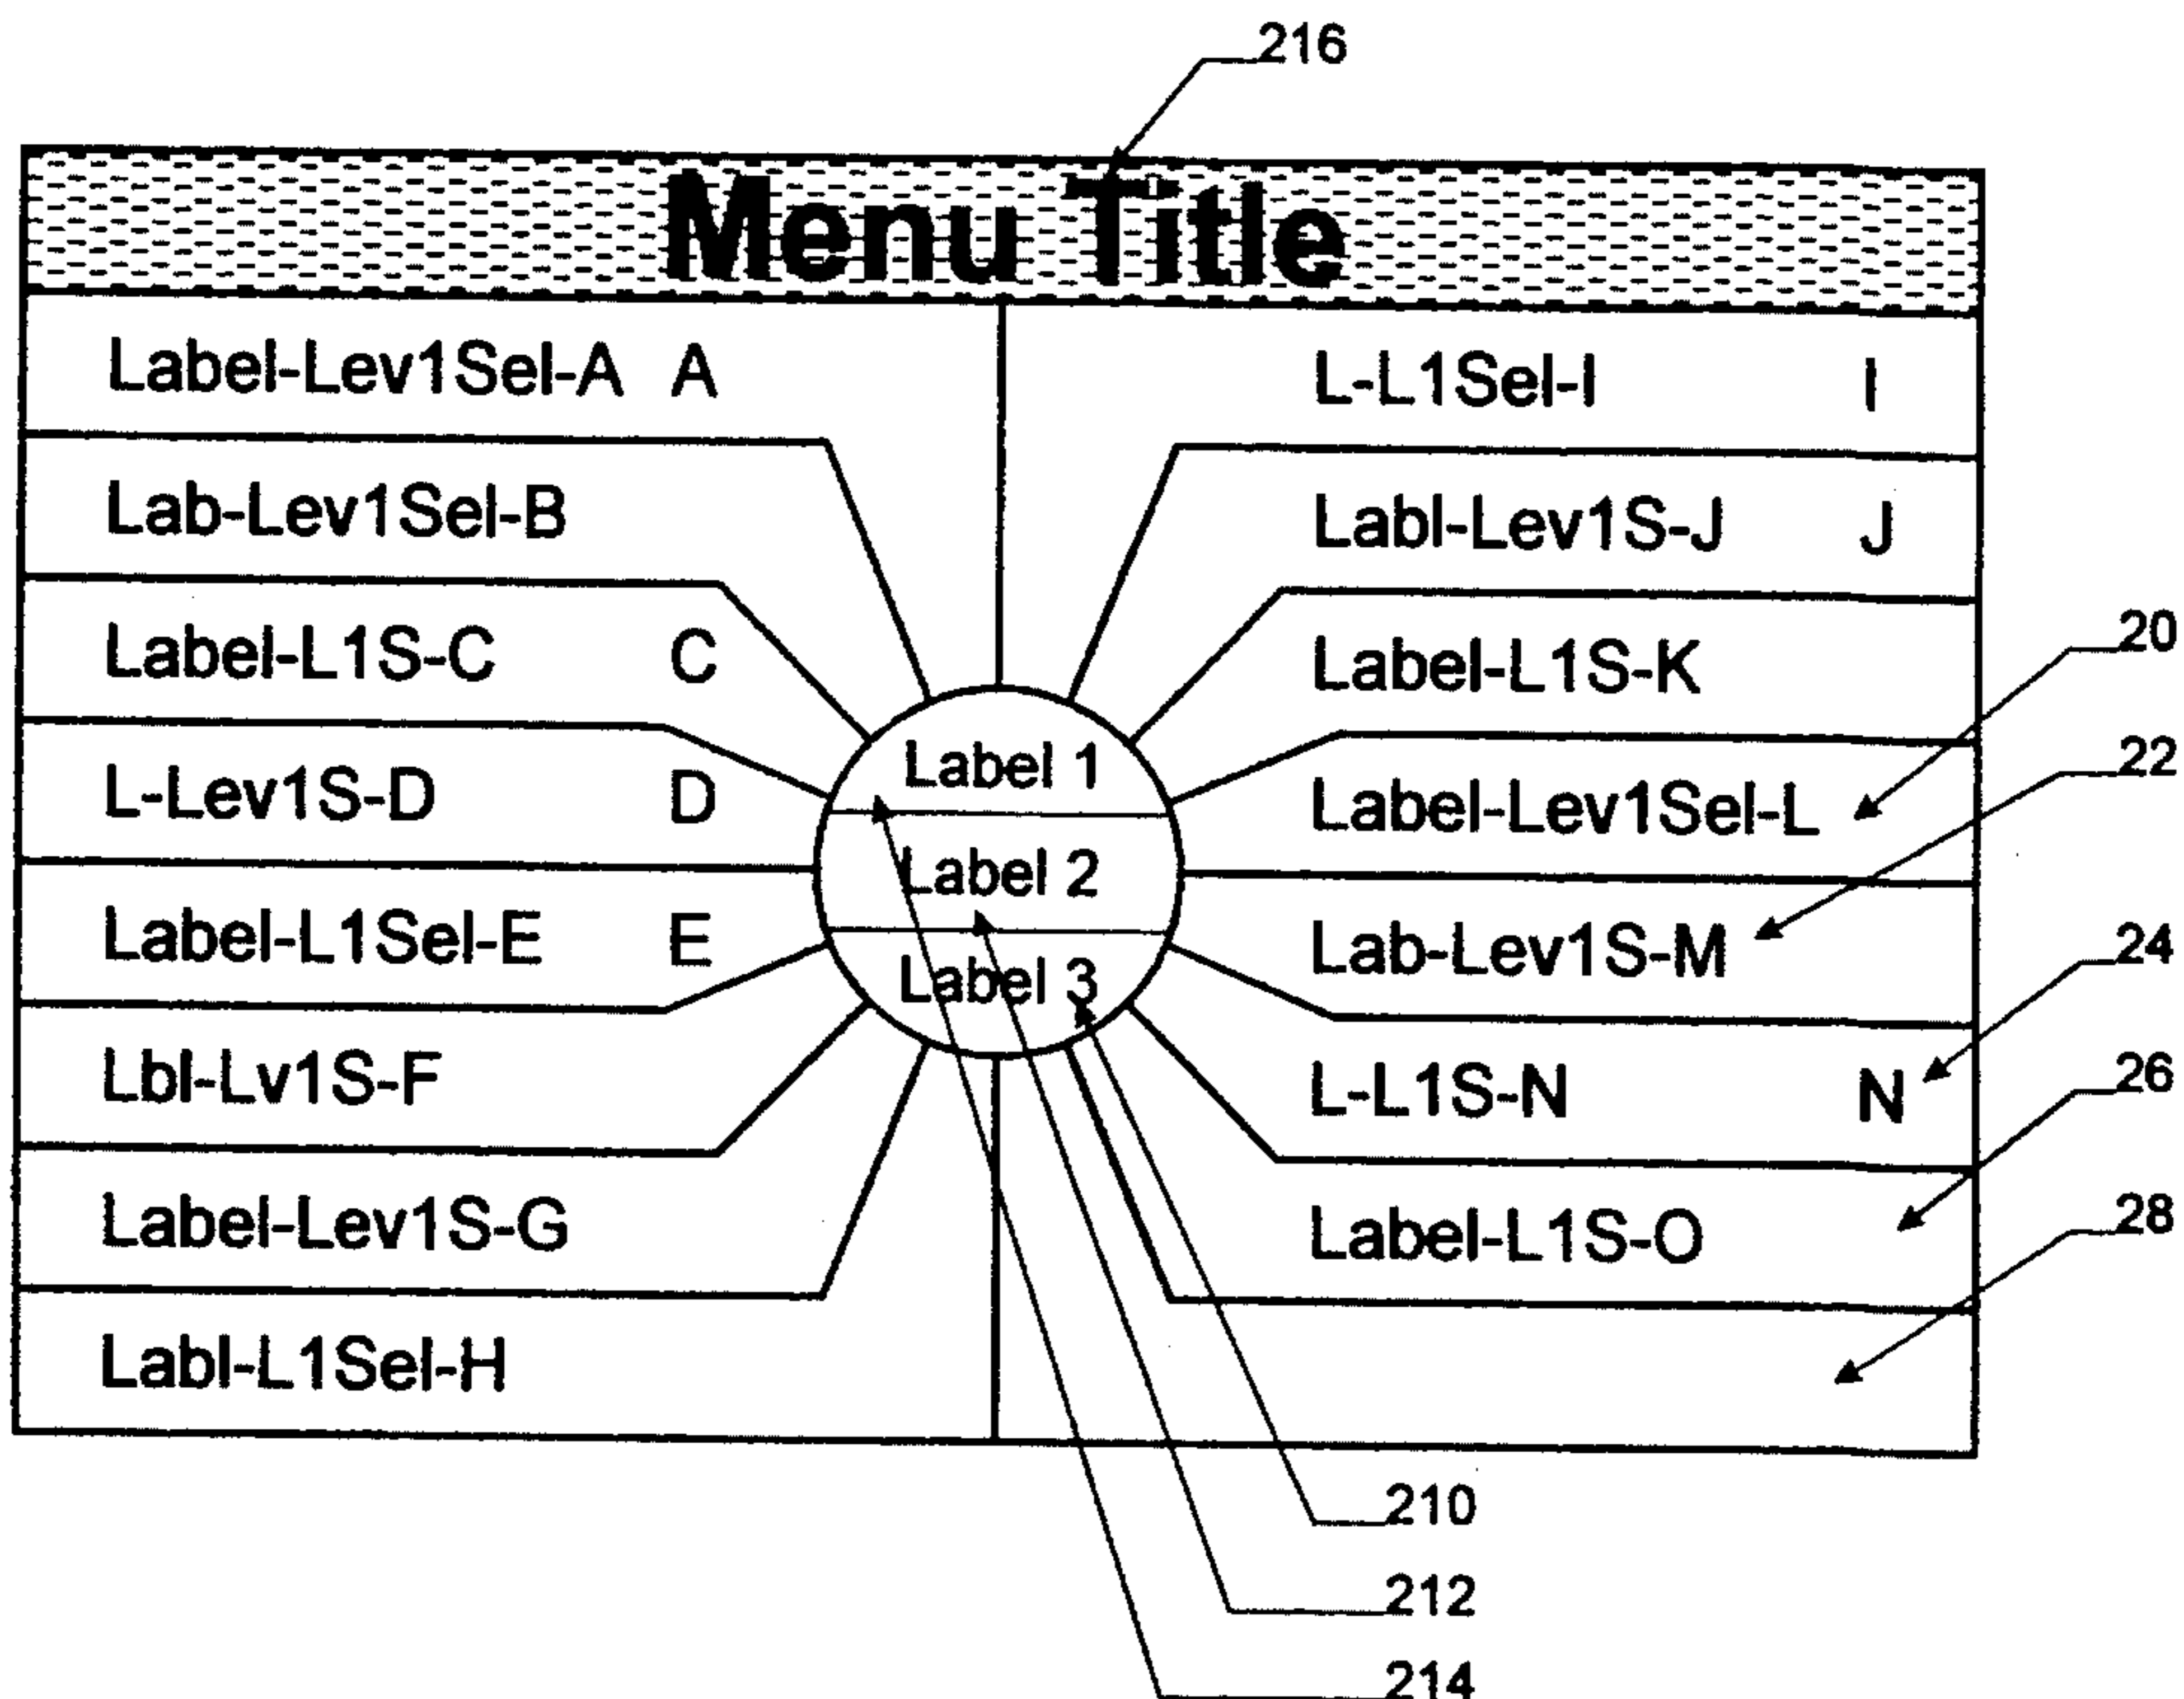 216
Menu Title
Label-Lev1Sel-A A
Lab-Lev1Sel-B
Label-L1S-C C
L-Lev1S-D D
Label-L1Sel-E E
Lbl-Lv1S-F
Label-Lev1S-G
Labl-L1Sel-H
Label 1
Label 2
Label 3
L-L1Sel-I I
Labl-Lev1S-J J
Label-L1S-K
Label-Lev1Sel-L
Lab-Lev1S-M
L-L1S-N N
Label-L1S-O
20
22
24
26
28
210
212
214